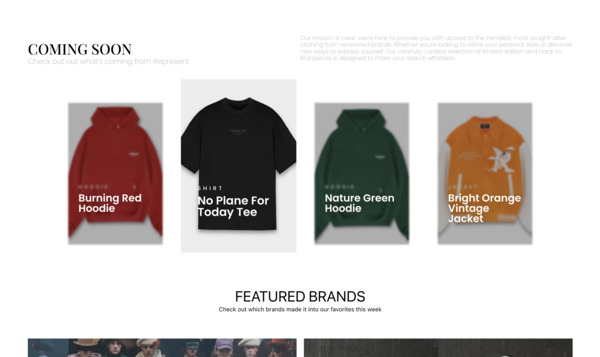 COMING SOON
Check out out what's coming from Represent
Our mission is clear: we're here to provide you with access to the trendiest, most sought-after
clothing from renowned brands. Whether you're looking to refine your personal style or discover
new ways to express yourself. Our carefully curated selection of limited edition and hard-to-
find pieces is designed to make your search effortless.
HOODIE
Burning Red
Hoodie
SHIRT
No Plane For
Today Tee
HOODIE
Nature Green
Hoodie
JACKET
Bright Orange
Vintage
Jacket
FEATURED BRANDS
Check out which brands made it into our favorites this week